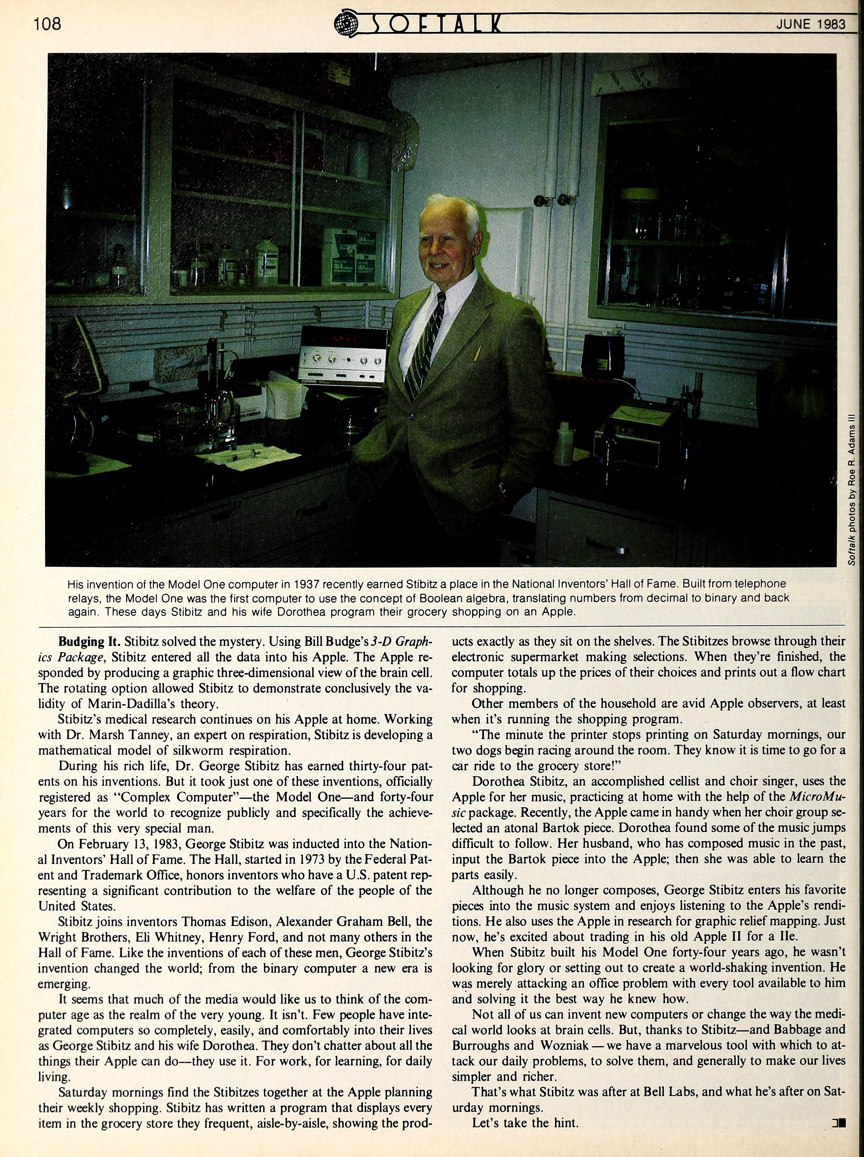 108
SOFTALK
JUNE 1983
Softalk photos by Roe R. Adams III
His invention of the Model One computer in 1937 recently earned Stibitz a place in the National Inventors' Hall of Fame. Built from telephone
relays, the Model One was the first computer to use the concept of Boolean algebra, translating numbers from decimal to binary and back
again. These days Stibitz and his wife Dorothea program their grocery shopping on an Apple.
Budging It. Stibitz solved the mystery. Using Bill Budge's 3-D Graph-
ics Package, Stibitz entered all the data into his Apple. The Apple re-
sponded by producing a graphic three-dimensional view of the brain cell.
The rotating option allowed Stibitz to demonstrate conclusively the va-
lidity of Marin-Dadilla's theory.
Stibitz's medical research continues on his Apple at home. Working
with Dr. Marsh Tanney, an expert on respiration, Stibitz is developing a
mathematical model of silkworm respiration.
During his rich life, Dr. George Stibitz has earned thirty-four pat-
ents on his inventions. But it took just one of these inventions, officially
registered as "Complex Computer"—the Model One—and forty-four
years for the world to recognize publicly and specifically the achieve-
ments of this very special man.
On February 13, 1983, George Stibitz was inducted into the Nation-
al Inventors' Hall of Fame. The Hall, started in 1973 by the Federal Pat-
ent and Trademark Office, honors inventors who have a U.S. patent rep-
resenting a significant contribution to the welfare of the people of the
United States.
Stibitz joins inventors Thomas Edison, Alexander Graham Bell, the
Wright Brothers, Eli Whitney, Henry Ford, and not many others in the
Hall of Fame. Like the inventions of each of these men, George Stibitz's
invention changed the world; from the binary computer a new era is
emerging.
It seems that much of the media would like us to think of the com-
puter age as the realm of the very young. It isn't. Few people have inte-
grated computers so completely, easily, and comfortably into their lives
as George Stibitz and his wife Dorothea. They don't chatter about all the
things their Apple can do—they use it. For work, for learning, for daily
living.
Saturday mornings find the Stibitzes together at the Apple planning
their weekly shopping. Stibitz has written a program that displays every
item in the grocery store they frequent, aisle-by-aisle, showing the prod-
ucts exactly as they sit on the shelves. The Stibitzes browse through their
electronic supermarket making selections. When they're finished, the
computer totals up the prices of their choices and prints out a flow chart
for shopping.
Other members of the household are avid Apple observers, at least
when it's running the shopping program.
"The minute the printer stops printing on Saturday mornings, our
two dogs begin racing around the room. They know it is time to go for a
car ride to the grocery store!"
Dorothea Stibitz, an accomplished cellist and choir singer, uses the
Apple for her music, practicing at home with the help of the MicroMu-
sic package. Recently, the Apple came in handy when her choir group se-
lected an atonal Bartok piece. Dorothea found some of the music jumps
difficult to follow. Her husband, who has composed music in the past,
input the Bartok piece into the Apple; then she was able to learn the
parts easily.
Although he no longer composes, George Stibitz enters his favorite
pieces into the music system and enjoys listening to the Apple's rendi-
tions. He also uses the Apple in research for graphic relief mapping. Just
now, he's excited about trading in his old Apple II for a IIe.
When Stibitz built his Model One forty-four years ago, he wasn't
looking for glory or setting out to create a world-shaking invention. He
was merely attacking an office problem with every tool available to him
and solving it the best way he knew how.
Not all of us can invent new computers or change the way the medi-
cal world looks at brain cells. But, thanks to Stibitz—and Babbage and
Burroughs and Wozniak—we have a marvelous tool with which to at-
tack our daily problems, to solve them, and generally to make our lives
simpler and richer.
That's what Stibitz was after at Bell Labs, and what he's after on Sat-
urday mornings.
Let's take the hint.